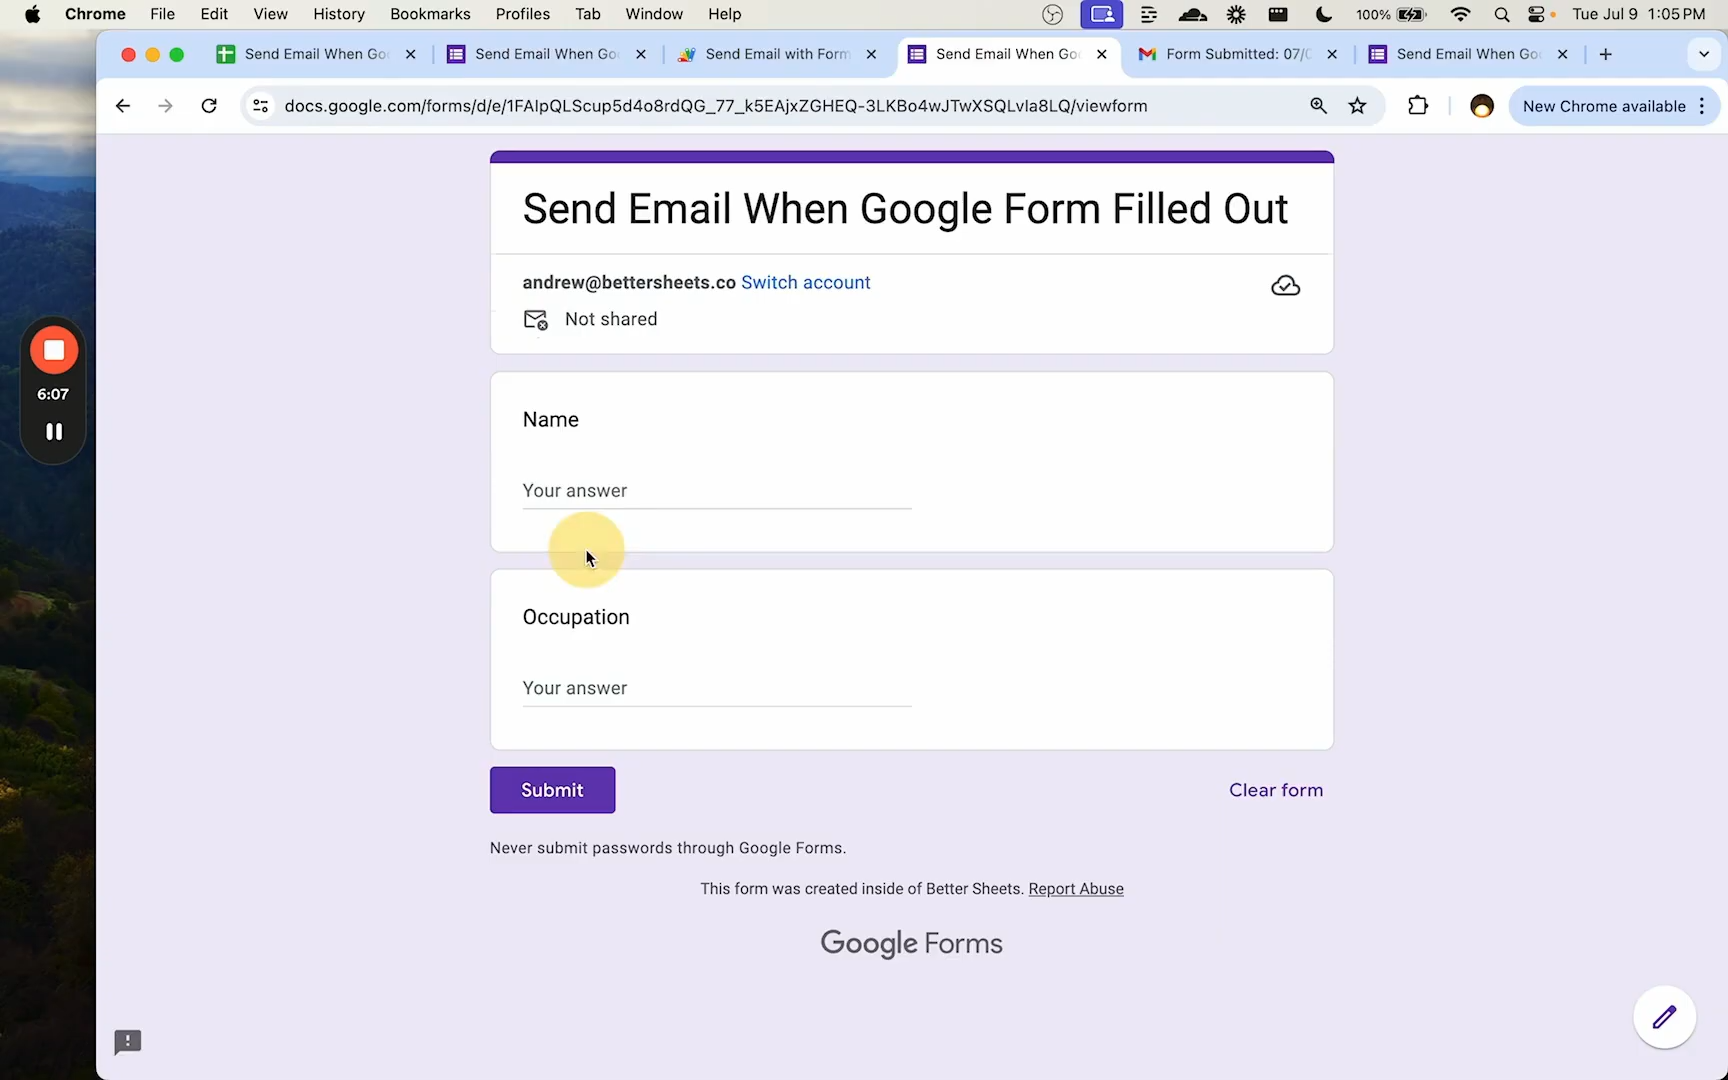 Chrome File Edit View History Bookmarks Profiles Tab Window Help 100% Tue Jul 9 1:05 PM
Send Email When Go Send Email When Go Send Email with Form Send Email When Go Form Submitted: 07/ Send Email When Go
docs.google.com/forms/d/e/1FAIpQLScup5d4o8rdQG_77_k5EAjxZGHEQ-3LKBo4wJTwXSQLvla8LQ/viewform New Chrome available
Send Email When Google Form Filled Out
andrew@bettersheets.co Switch account
Not shared
6:07
Name
Your answer
Occupation
Your answer
Submit Clear form
Never submit passwords through Google Forms.
This form was created inside of Better Sheets. Report Abuse
Google Forms